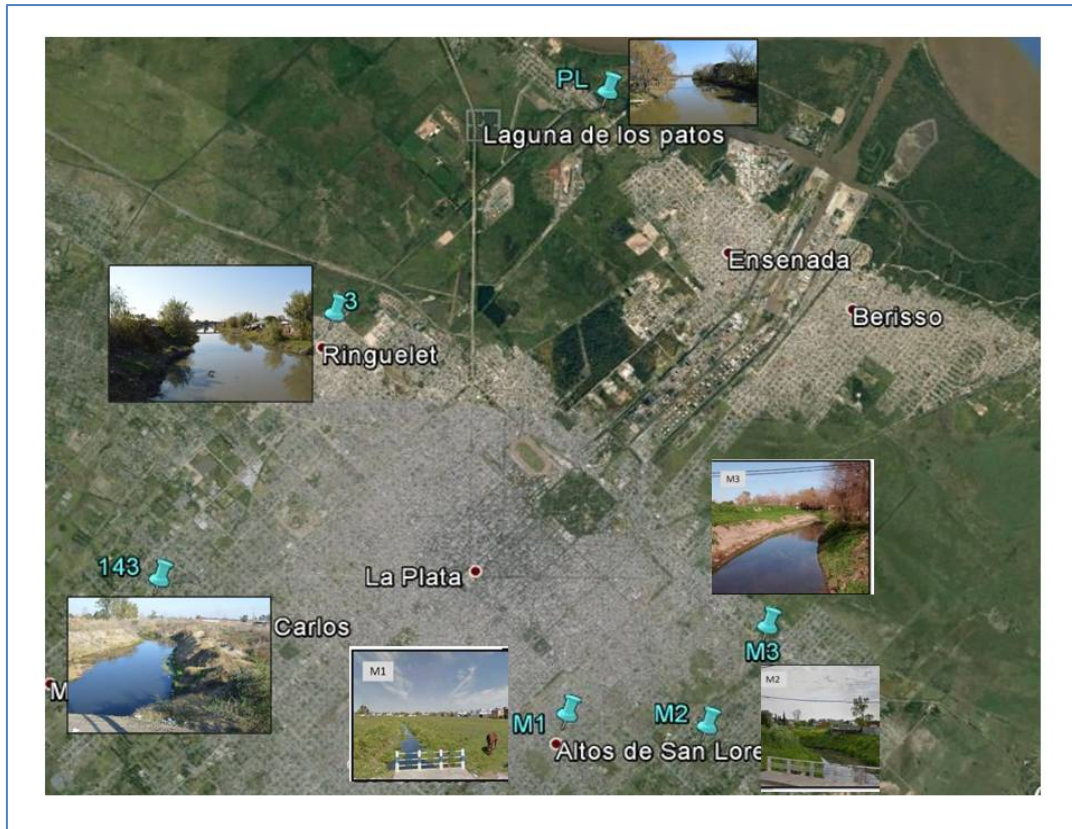 PL
Laguna de los patos
Ensenada
Berisso
3
Ringuelet
M3
143
La Plata
Carlos
M3
M
M1
M1
M2
M2
Altos de San Lore